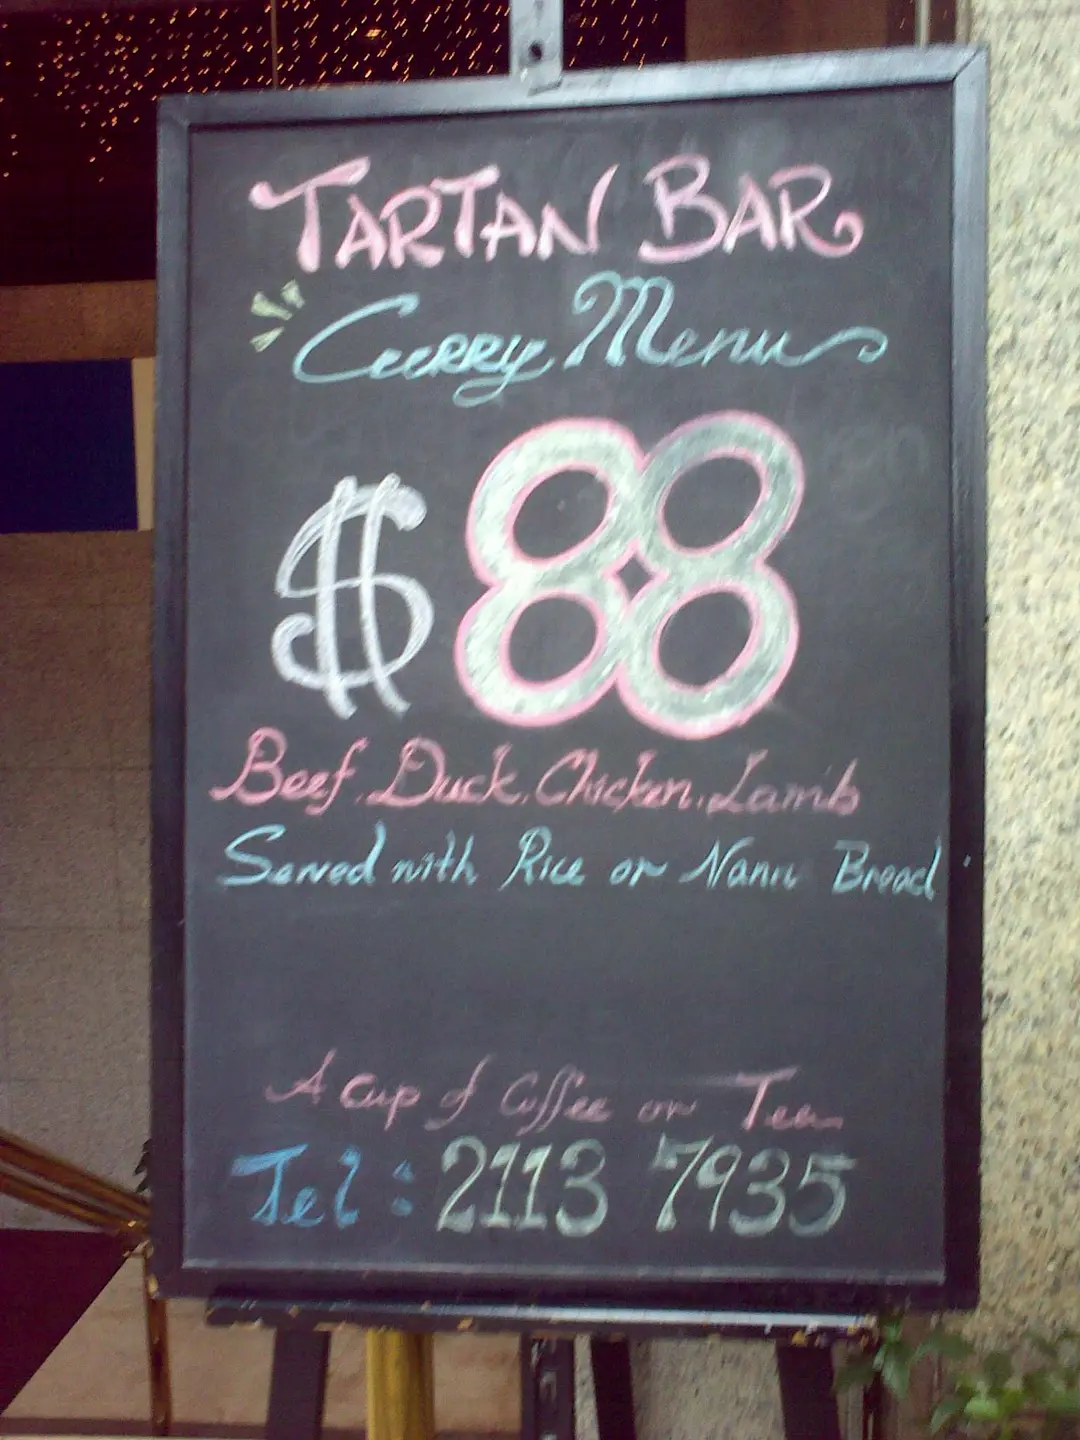 TARTAN BAR
Curry Menu
$88
Beef, Duck, Chicken, Lamb
Served with Rice or Nann Bread
A cup of Coffee or Tea
Tel: 2113 7935